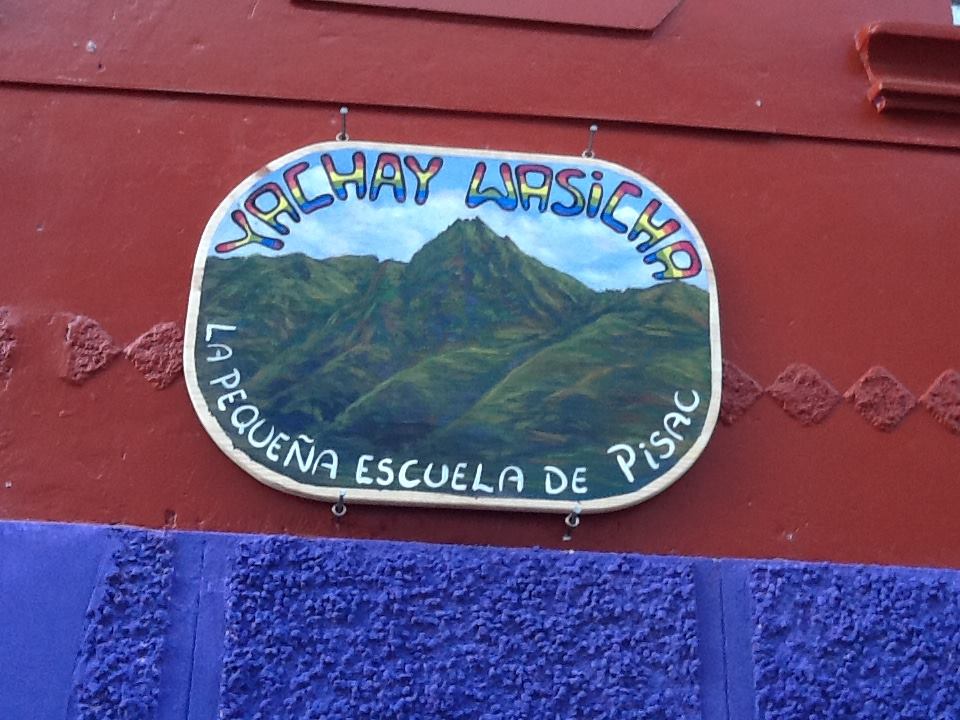 YACHAY WASiCHA
LA PEQUEÑA ESCUELA DE PiSAC